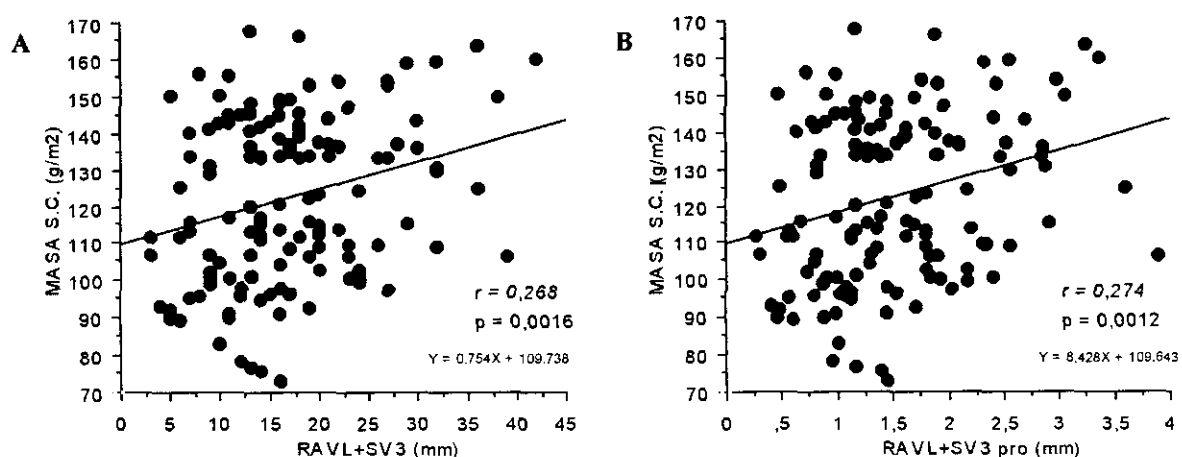 A
MASA S.C. (g/m2)
170
160
150
140
130
120
110
100
90
80
70
r = 0,268
p = 0,0016
Y = 0.754X + 109.738
0 5 10 15 20 25 30 35 40 45
RAVL+SV3 (mm)
B
MASA S.C. [(g/m2)
170
160
150
140
130
120
110
100
90
80
70
r = 0,274
p = 0,0012
Y = 8,428X + 109,643
0 ,5 1 1,5 2 2,5 3 3,5 4
RAVL+SV3 pro (mm)